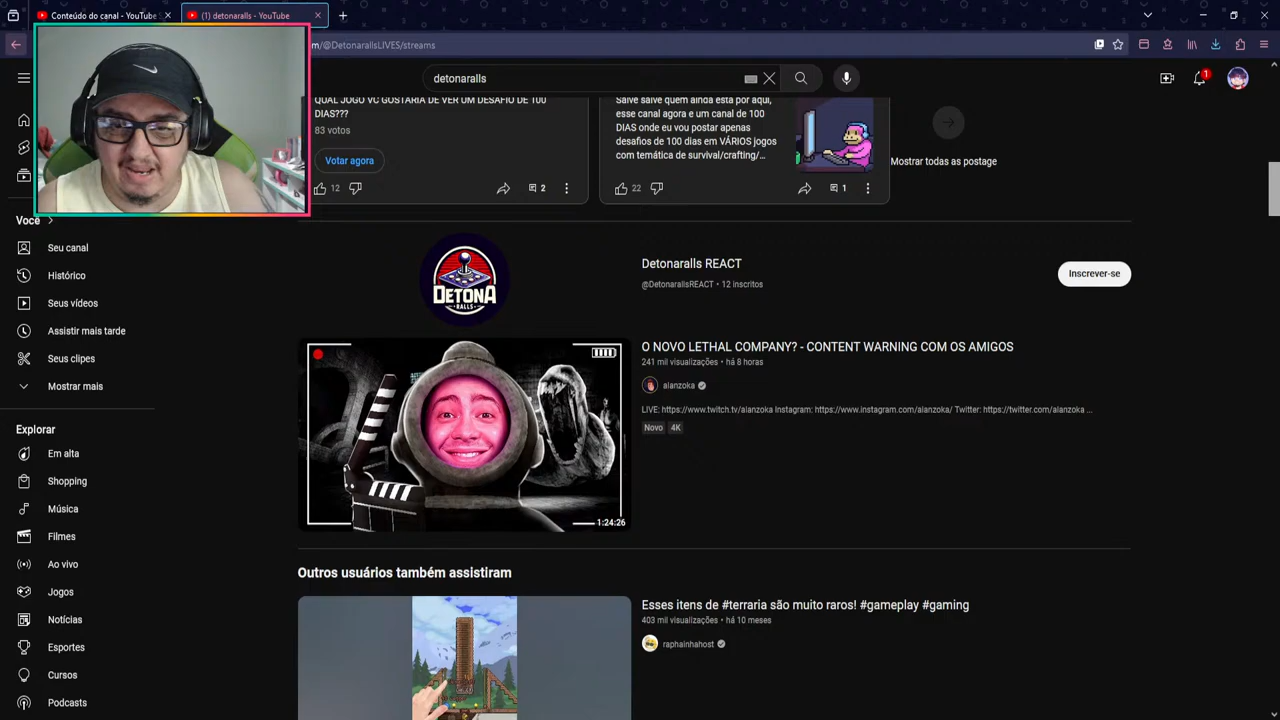 Conteúdo do canal - YouTube
(1) detonaralls - YouTube
m/@DetonarallsLIVES/streams
detonaralls
1
QUAL JOGO VC GOSTARIA DE VER UM DESAFIO DE 100
DIAS???
83 votos
Votar agora
12
2
Salve salve quem ainda esta por aqui,
esse canal agora e um canal de 100
DIAS onde eu vou postar apenas
desafios de 100 dias em VÁRIOS jogos
com temática de survival/crafting/...
22
1
Mostrar todas as postage
Você
Seu canal
Histórico
Seus vídeos
Assistir mais tarde
Seus clipes
Mostrar mais
Explorar
Em alta
Shopping
Música
Filmes
Ao vivo
Jogos
Notícias
Esportes
Cursos
Podcasts
DETONA
RALLS
Detonaralls REACT
@DetonarallsREACT • 12 inscritos
Inscrever-se
1:24:26
O NOVO LETHAL COMPANY? - CONTENT WARNING COM OS AMIGOS
241 mil visualizações • há 8 horas
alanzoka
LIVE: https://www.twitch.tv/alanzoka Instagram: https://www.instagram.com/alanzoka/ Twitter: https://twitter.com/alanzoka ...
Novo
4K
Outros usuários também assistiram
Esses itens de #terraria são muito raros! #gameplay #gaming
403 mil visualizações • há 10 meses
raphainhahost